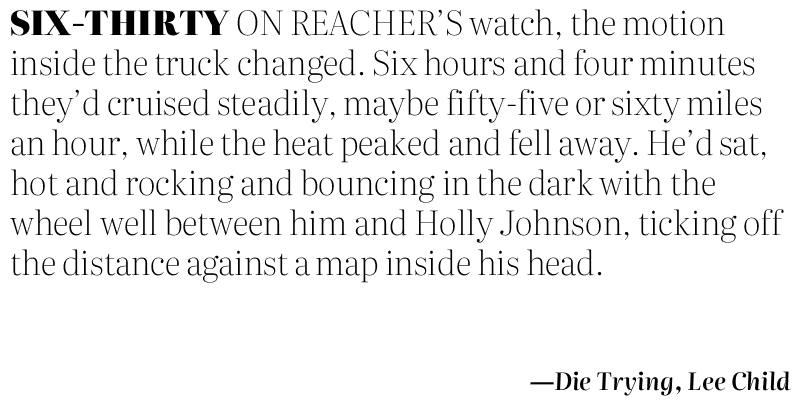 SIX-THIRTY ON REACHER’S watch, the motion
inside the truck changed. Six hours and four minutes
they’d cruised steadily, maybe fifty-five or sixty miles
an hour, while the heat peaked and fell away. He’d sat,
hot and rocking and bouncing in the dark with the
wheel well between him and Holly Johnson, ticking off
the distance against a map inside his head.
—Die Trying, Lee Child